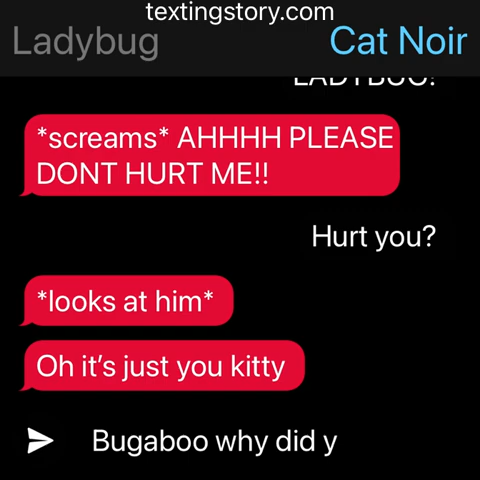 textingstory.com
Ladybug
Cat Noir
LADYBUG!
*screams* AHHHH PLEASE
DONT HURT ME!!
Hurt you?
*looks at him*
Oh it's just you kitty
Bugaboo why did y